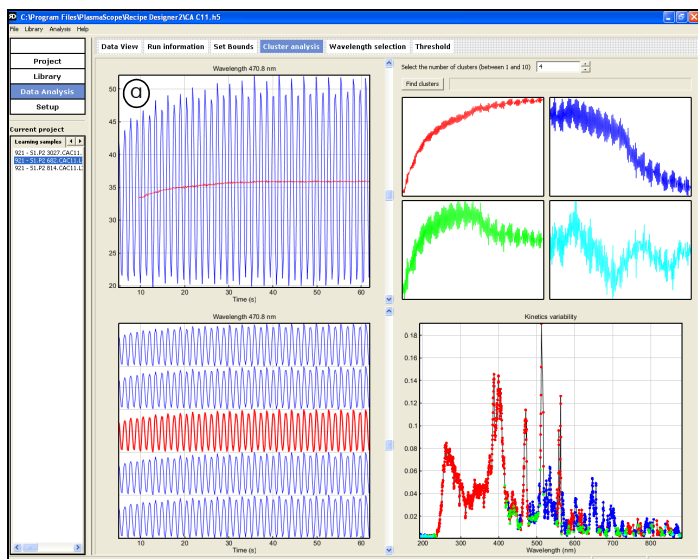 C:\Program Files\PlasmaScope\Recipe Designer2\CA C11.h5
File Library Analysis Help
Project
Library
Data Analysis
Setup
Current project
Learning samples
921 - S1.P2 3027.CAC11.
921 - S1.P2 682.CAC11.L
921 - S1.P2 814.CAC11.L
Data View Run information Set Bounds Cluster analysis Wavelength selection Threshold
Wavelength 470.8 nm
a
50
45
40
35
30
25
20
10 20 30 40 50 60
Time (s)
Select the number of clusters (between 1 and 10) 4
Find clusters
Wavelength 470.8 nm
10 20 30 40 50 60
Time (s)
Kinetics variability
0.18
0.16
0.14
0.12
0.1
0.08
0.06
0.04
0.02
200 300 400 500 600 700 800
Wavelength (nm)